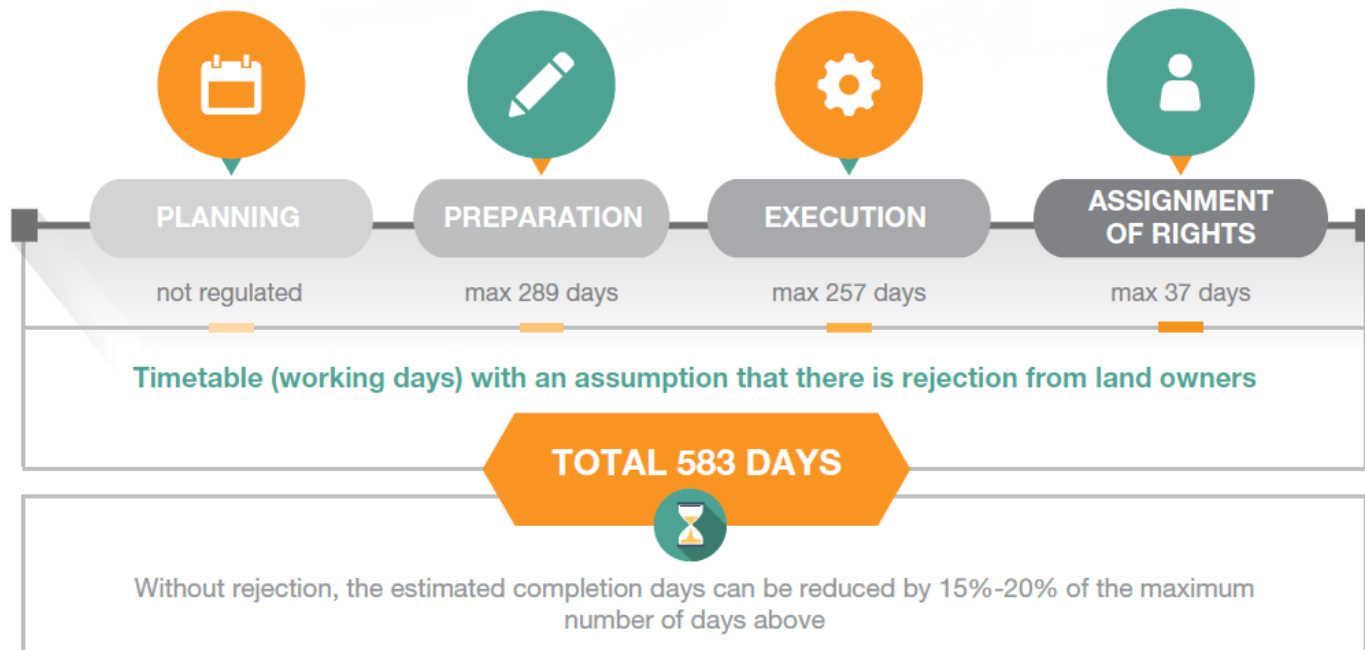 PLANNING
PREPARATION
EXECUTION
ASSIGNMENT
OF RIGHTS
not regulated
max 289 days
max 257 days
max 37 days
Timetable (working days) with an assumption that there is rejection from land owners
TOTAL 583 DAYS
Without rejection, the estimated completion days can be reduced by 15%-20% of the maximum
number of days above